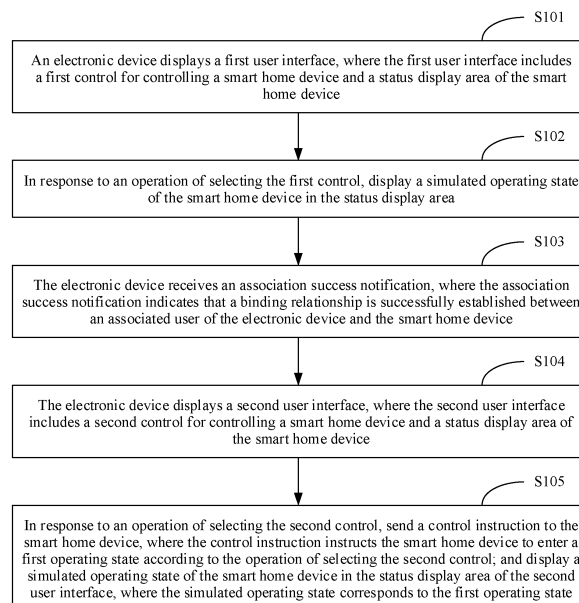 S101
An electronic device displays a first user interface, where the first user interface includes
a first control for controlling a smart home device and a status display area of the smart
home device
S102
In response to an operation of selecting the first control, display a simulated operating state
of the smart home device in the status display area
S103
The electronic device receives an association success notification, where the association
success notification indicates that a binding relationship is successfully established between
an associated user of the electronic device and the smart home device
S104
The electronic device displays a second user interface, where the second user interface
includes a second control for controlling a smart home device and a status display area of
the smart home device
S105
In response to an operation of selecting the second control, send a control instruction to the
smart home device, where the control instruction instructs the smart home device to enter a
first operating state according to the operation of selecting the second control; and display a
simulated operating state of the smart home device in the status display area of the second
user interface, where the simulated operating state corresponds to the first operating state